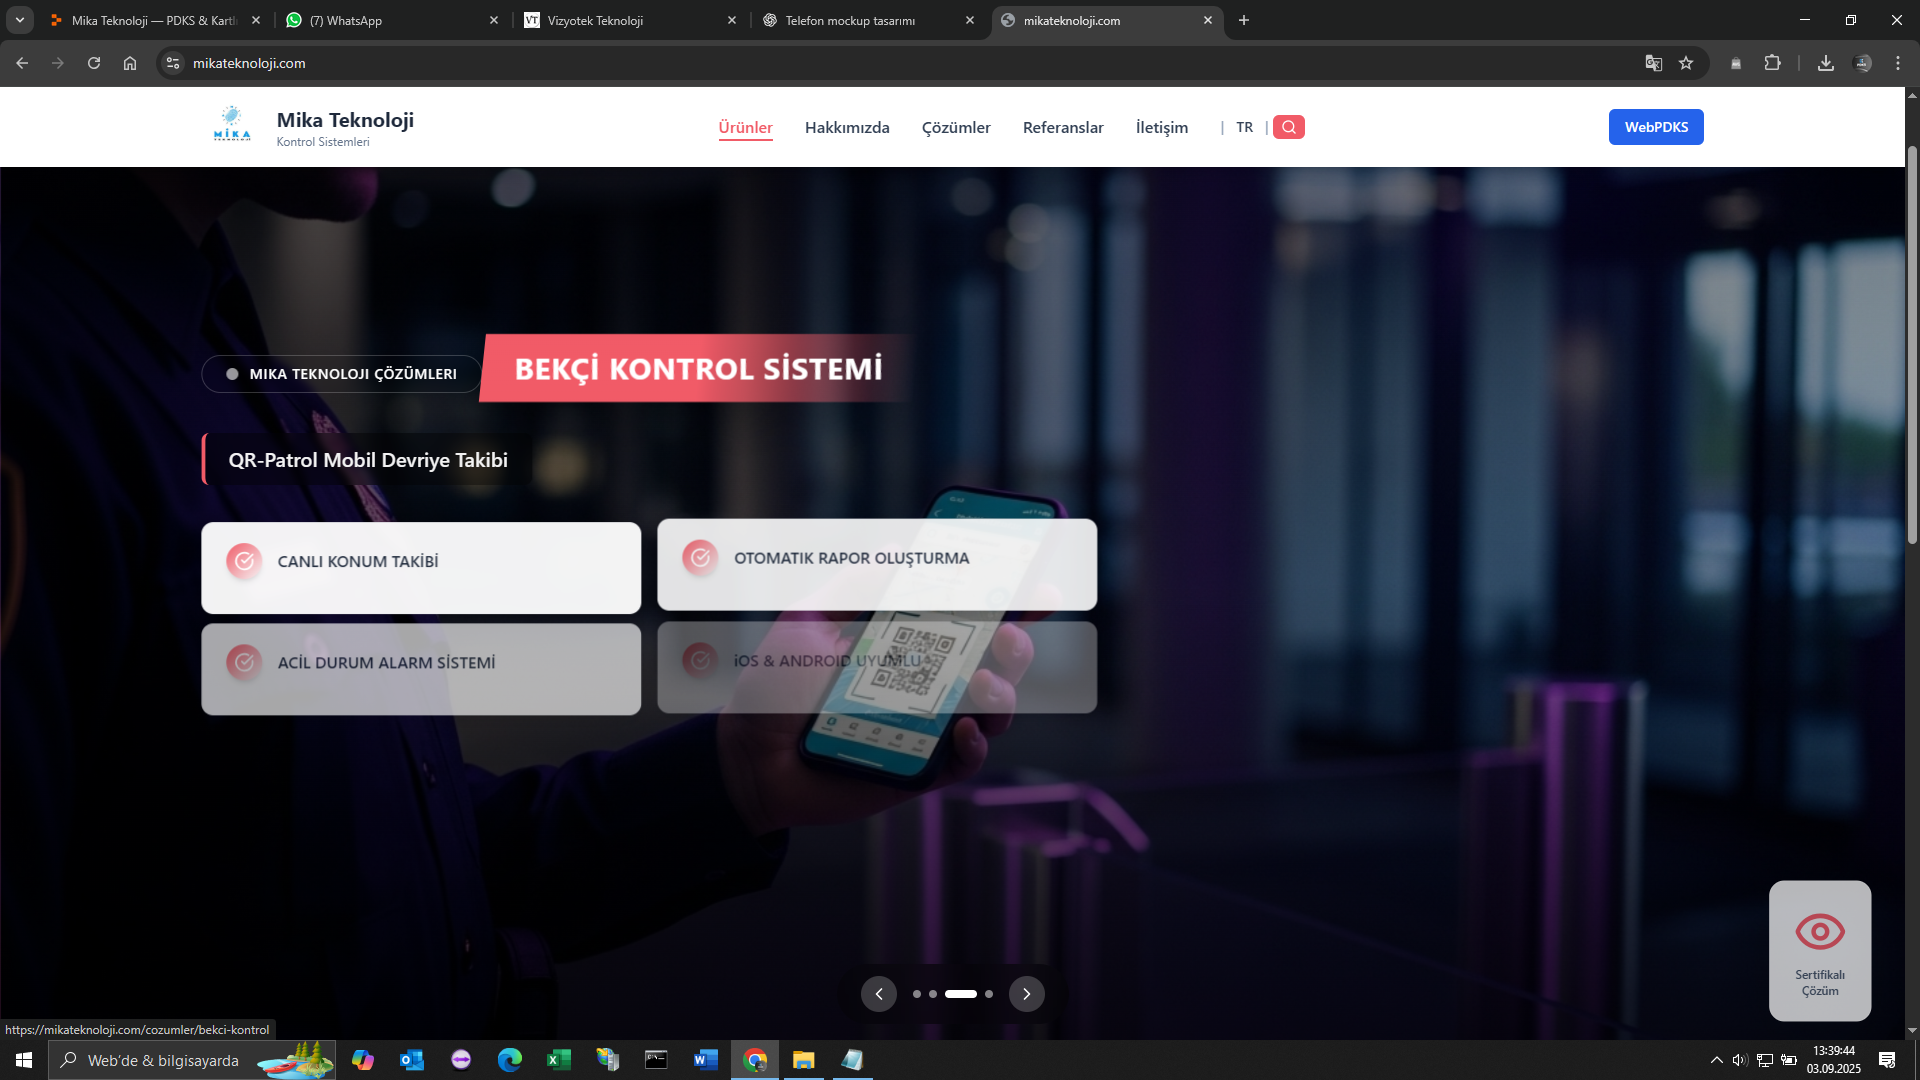 Mika Teknoloji — PDKS & Kartl
(7) WhatsApp
VT Vizyotek Teknoloji
Telefon mockup tasarımı
mikateknoloji.com
mikateknoloji.com
MİKA
Mika Teknoloji
Kontrol Sistemleri
Ürünler
Hakkımızda
Çözümler
Referanslar
İletişim
| TR |
WebPDKS
MIKA TEKNOLOJI ÇÖZÜMLERI
BEKÇİ KONTROL SİSTEMİ
QR-Patrol Mobil Devriye Takibi
CANLI KONUM TAKİBİ
OTOMATIK RAPOR OLUŞTURMA
ACİL DURUM ALARM SİSTEMİ
iOS & ANDROID UYUMLU
Sertifikalı
Çözüm
https://mikateknoloji.com/cozumler/bekci-kontrol
Web'de & bilgisayarda
13:39:44
03.09.2025